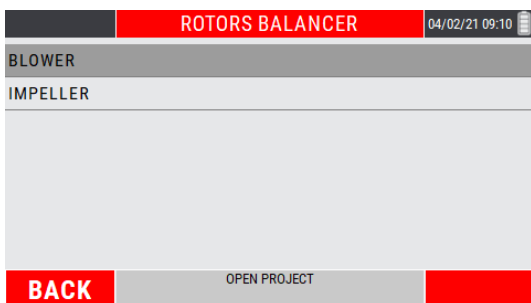 ROTORS BALANCER
04/02/21 09:10
BLOWER
IMPELLER
BACK
OPEN PROJECT